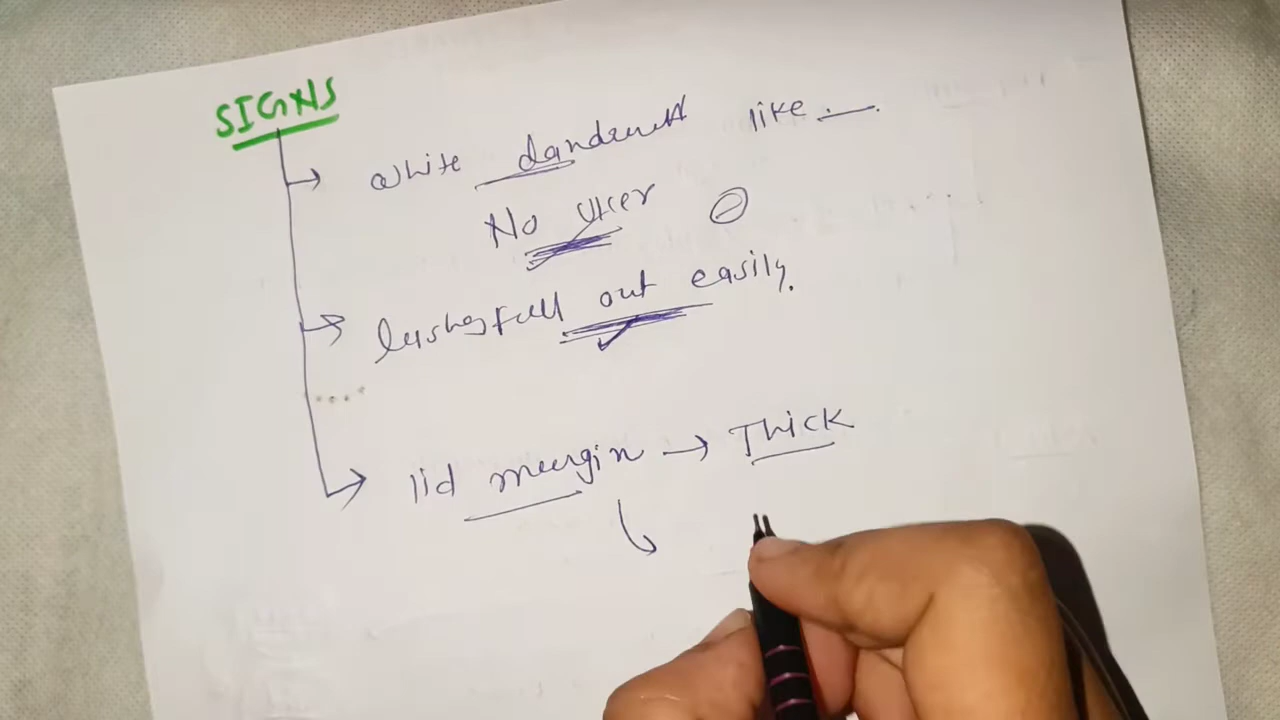 SIGNS
→ white dandruff like —.
No ulcer ⊖
→ lashes fall out easily.
→ lid margin → Thick